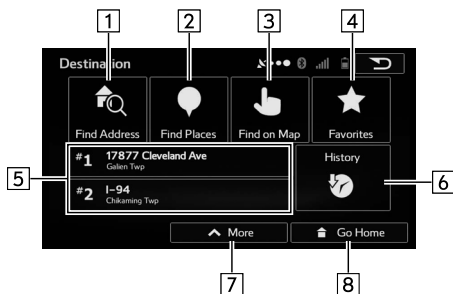 1 2 3 4
Destination
Find Address Find Places Find on Map Favorites
5
#1 17877 Cleveland Ave
Galien Twp
#2 I-94
Chikaming Twp
History
6
More Go Home
7 8